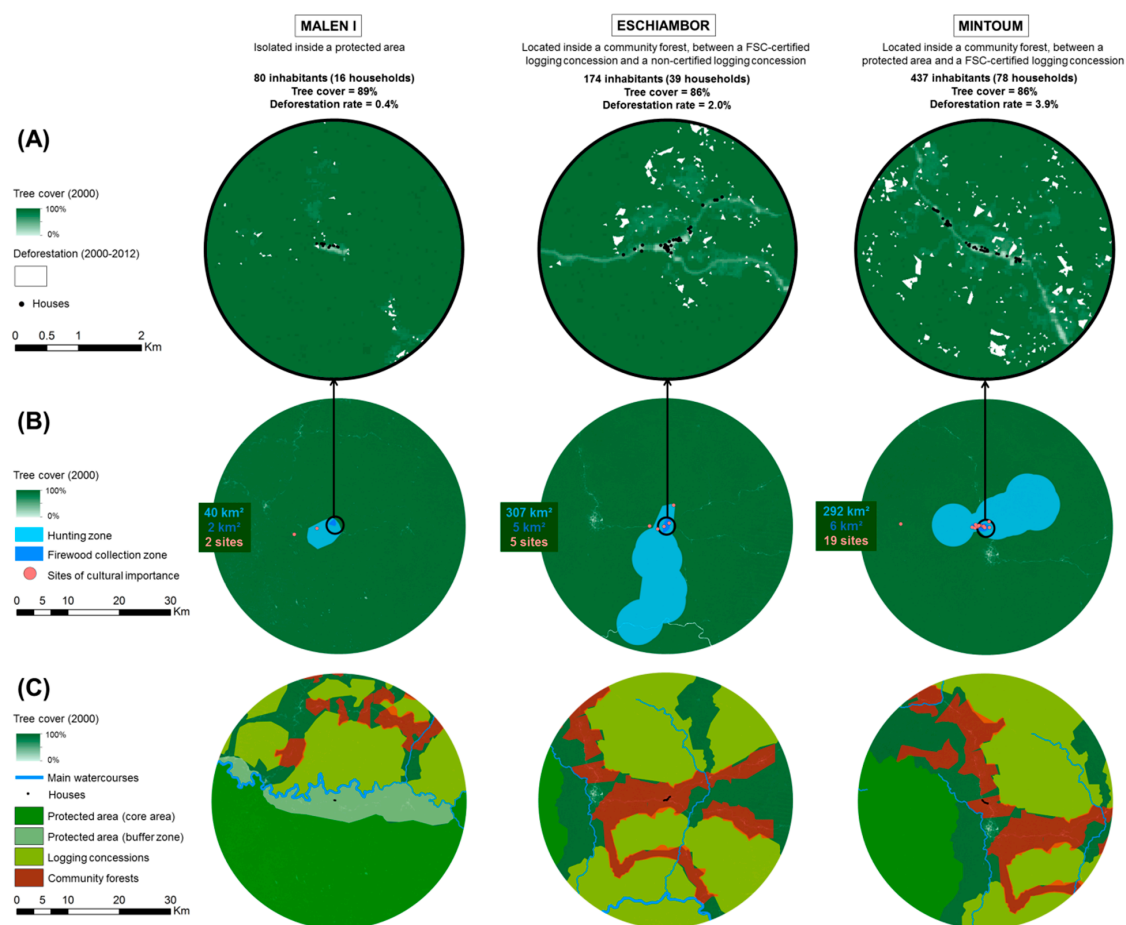 MALEN I
Isolated inside a protected area
80 inhabitants (16 households)
Tree cover = 89%
Deforestation rate = 0.4%
ESCHIAMBOR
Located inside a community forest, between a FSC-certified
logging concession and a non-certified logging concession
174 inhabitants (39 households)
Tree cover = 86%
Deforestation rate = 2.0%
MINTOUM
Located inside a community forest, between a
protected area and a FSC-certified logging concession
437 inhabitants (78 households)
Tree cover = 86%
Deforestation rate = 3.9%
(A)
Tree cover (2000)
100%
0%
Deforestation (2000-2012)
Houses
0 0.5 1 2
Km
(B)
Tree cover (2000)
100%
0%
Hunting zone
Firewood collection zone
Sites of cultural importance
0 5 10 20 30
Km
40 km²
2 km²
2 sites
307 km²
5 km²
5 sites
292 km²
6 km²
19 sites
(C)
Tree cover (2000)
100%
0%
Main watercourses
Houses
Protected area (core area)
Protected area (buffer zone)
Logging concessions
Community forests
0 5 10 20 30
Km